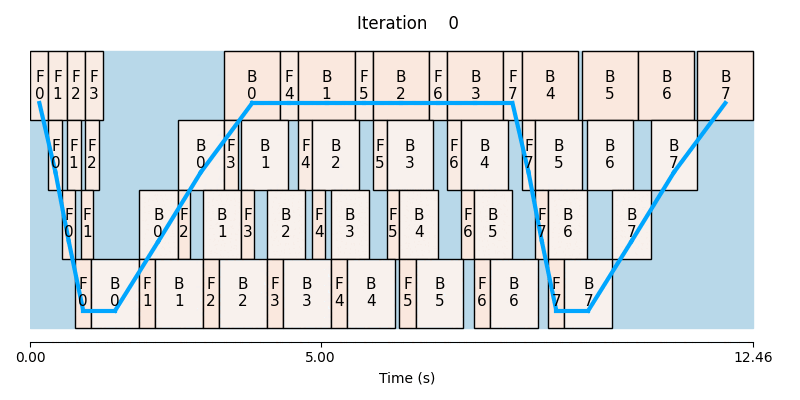 Iteration 0
F F F F B F B F B F B F B B B B
0 1 2 3 0 4 1 5 2 6 3 7 4 5 6 7
F F F B F B F B F B F B F B B B
0 1 2 0 3 1 4 2 5 3 6 4 7 5 6 7
F F B F B F B F B F B F B F B B
0 1 0 2 1 3 2 4 3 5 4 6 5 7 6 7
F B F B F B F B F B F B F B F B
0 0 1 1 2 2 3 3 4 4 5 5 6 6 7 7
0.00 5.00 12.46
Time (s)